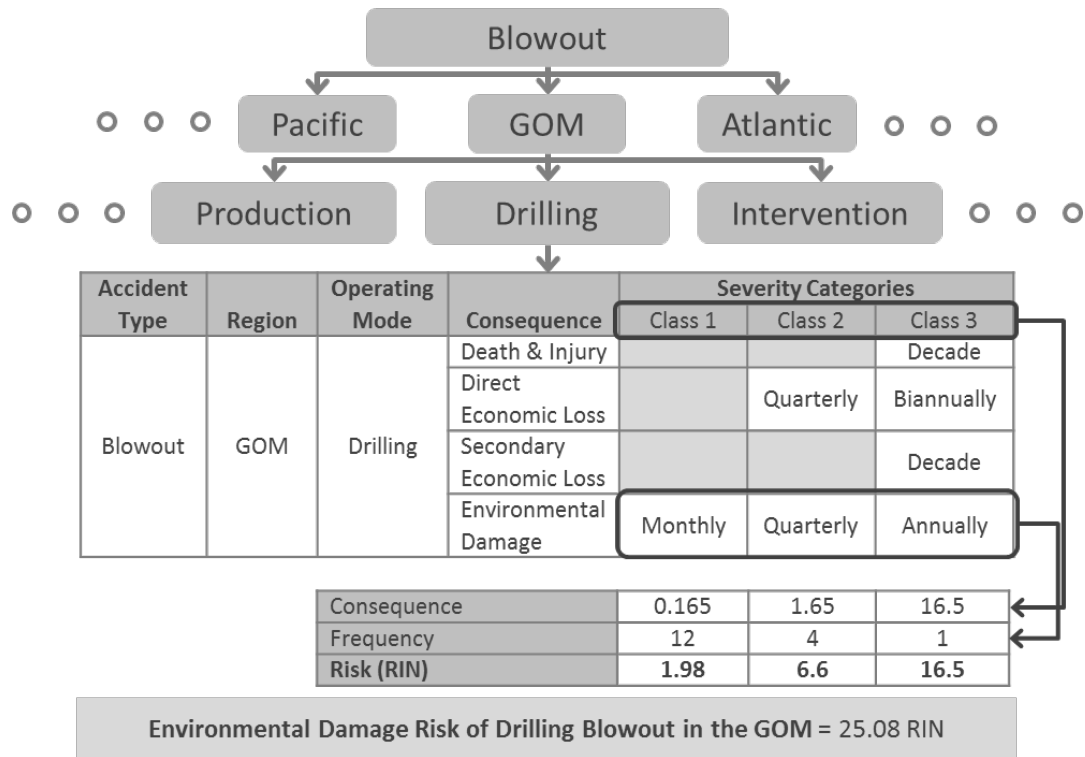 Blowout
Pacific GOM Atlantic
Production Drilling Intervention
Accident Operating Severity Categories
Type Region Mode Consequence Class 1 Class 2 Class 3
Death & Injury Decade
Direct
Economic Loss Quarterly Biannually
Blowout GOM Drilling
Secondary
Economic Loss Decade
Environmental
Damage Monthly Quarterly Annually
Consequence 0.165 1.65 16.5
Frequency 12 4 1
Risk (RIN) 1.98 6.6 16.5
Environmental Damage Risk of Drilling Blowout in the GOM = 25.08 RIN